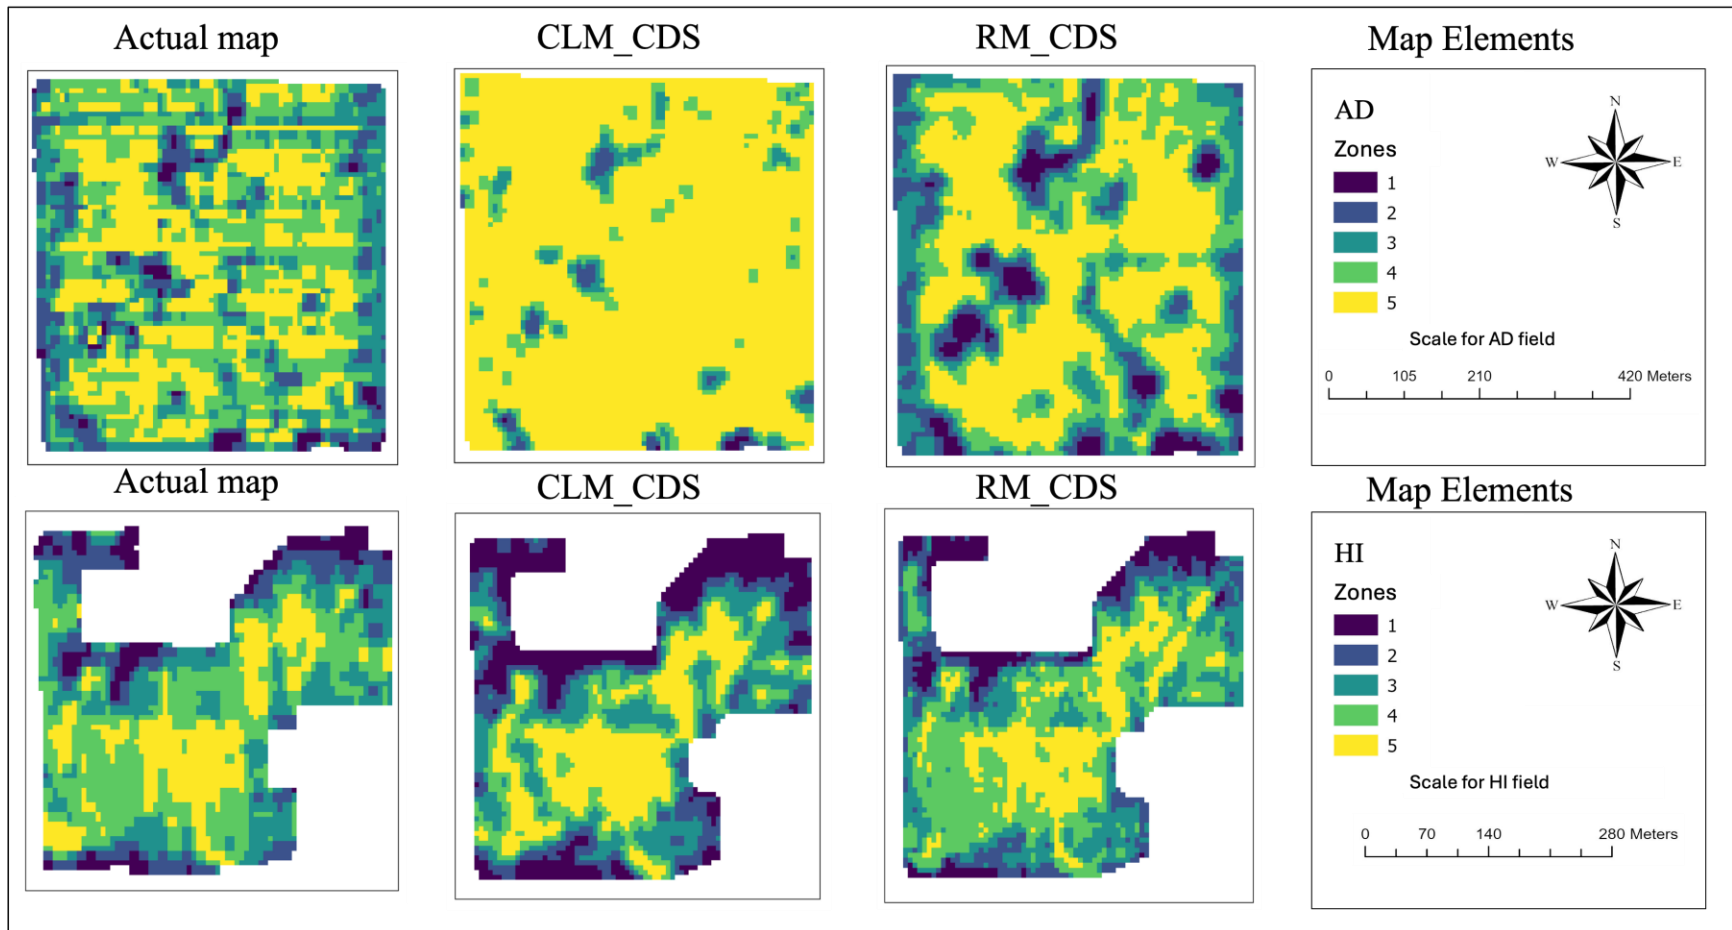 Actual map
CLM_CDS
RM_CDS
Map Elements
AD
Zones
1
2
3
4
5
N
W
E
S
Scale for AD field
0 105 210 420 Meters
Actual map
CLM_CDS
RM_CDS
Map Elements
HI
Zones
1
2
3
4
5
N
W
E
S
Scale for HI field
0 70 140 280 Meters